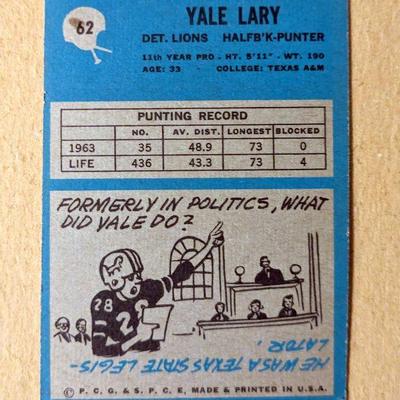 62
YALE LARY
DET. LIONS HALFB'K-PUNTER
11th YEAR PRO - HT. 5'11" - WT. 190
AGE: 33 - COLLEGE: TEXAS A&M
PUNTING RECORD
NO. AV. DIST. LONGEST BLOCKED
1963 35 48.9 73 0
LIFE 436 43.3 73 4
FORMERLY IN POLITICS, WHAT
DID YALE DO?
28
HE WAS A TEXAS STATE LEGIS-
LATOR.
© P. C. G. & S. P. C. E., MADE & PRINTED IN U.S.A.